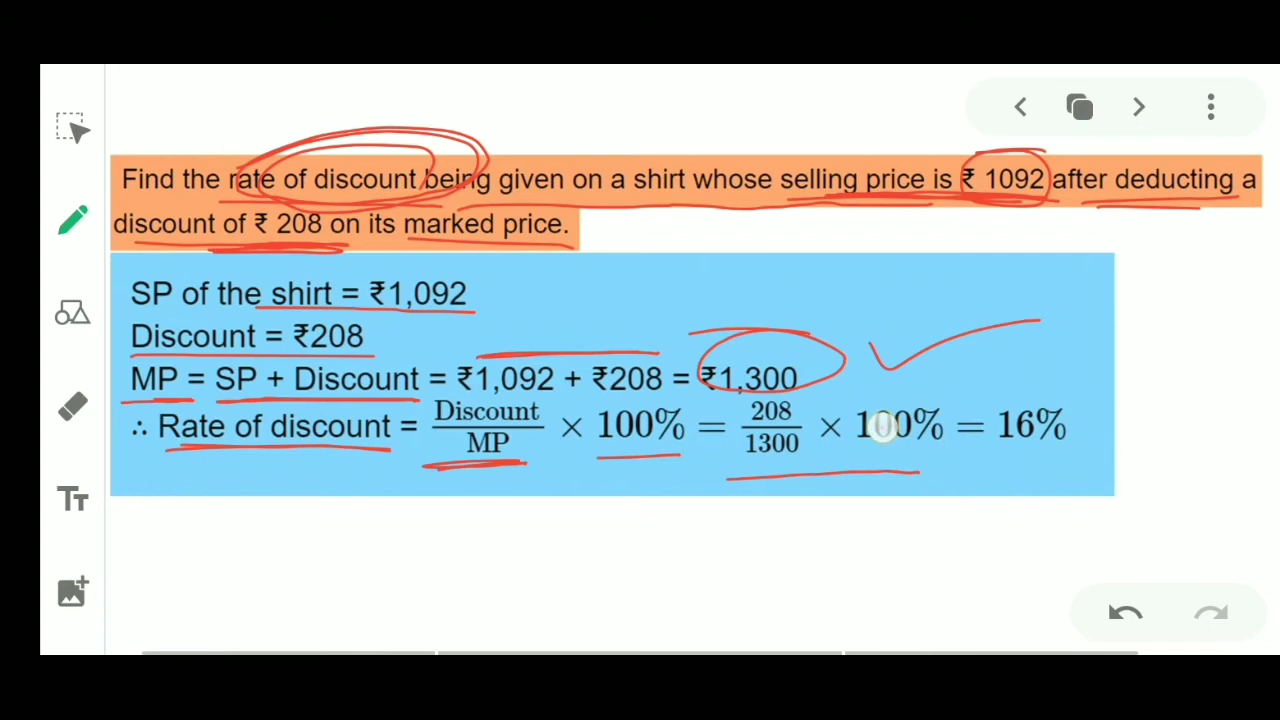 Find the rate of discount being given on a shirt whose selling price is ₹ 1092 after deducting a
discount of ₹ 208 on its marked price.
SP of the shirt = ₹1,092
Discount = ₹208
MP = SP + Discount = ₹1,092 + ₹208 = ₹1,300
∴ Rate of discount = Discount/MP × 100% = 208/1300 × 100% = 16%
TT